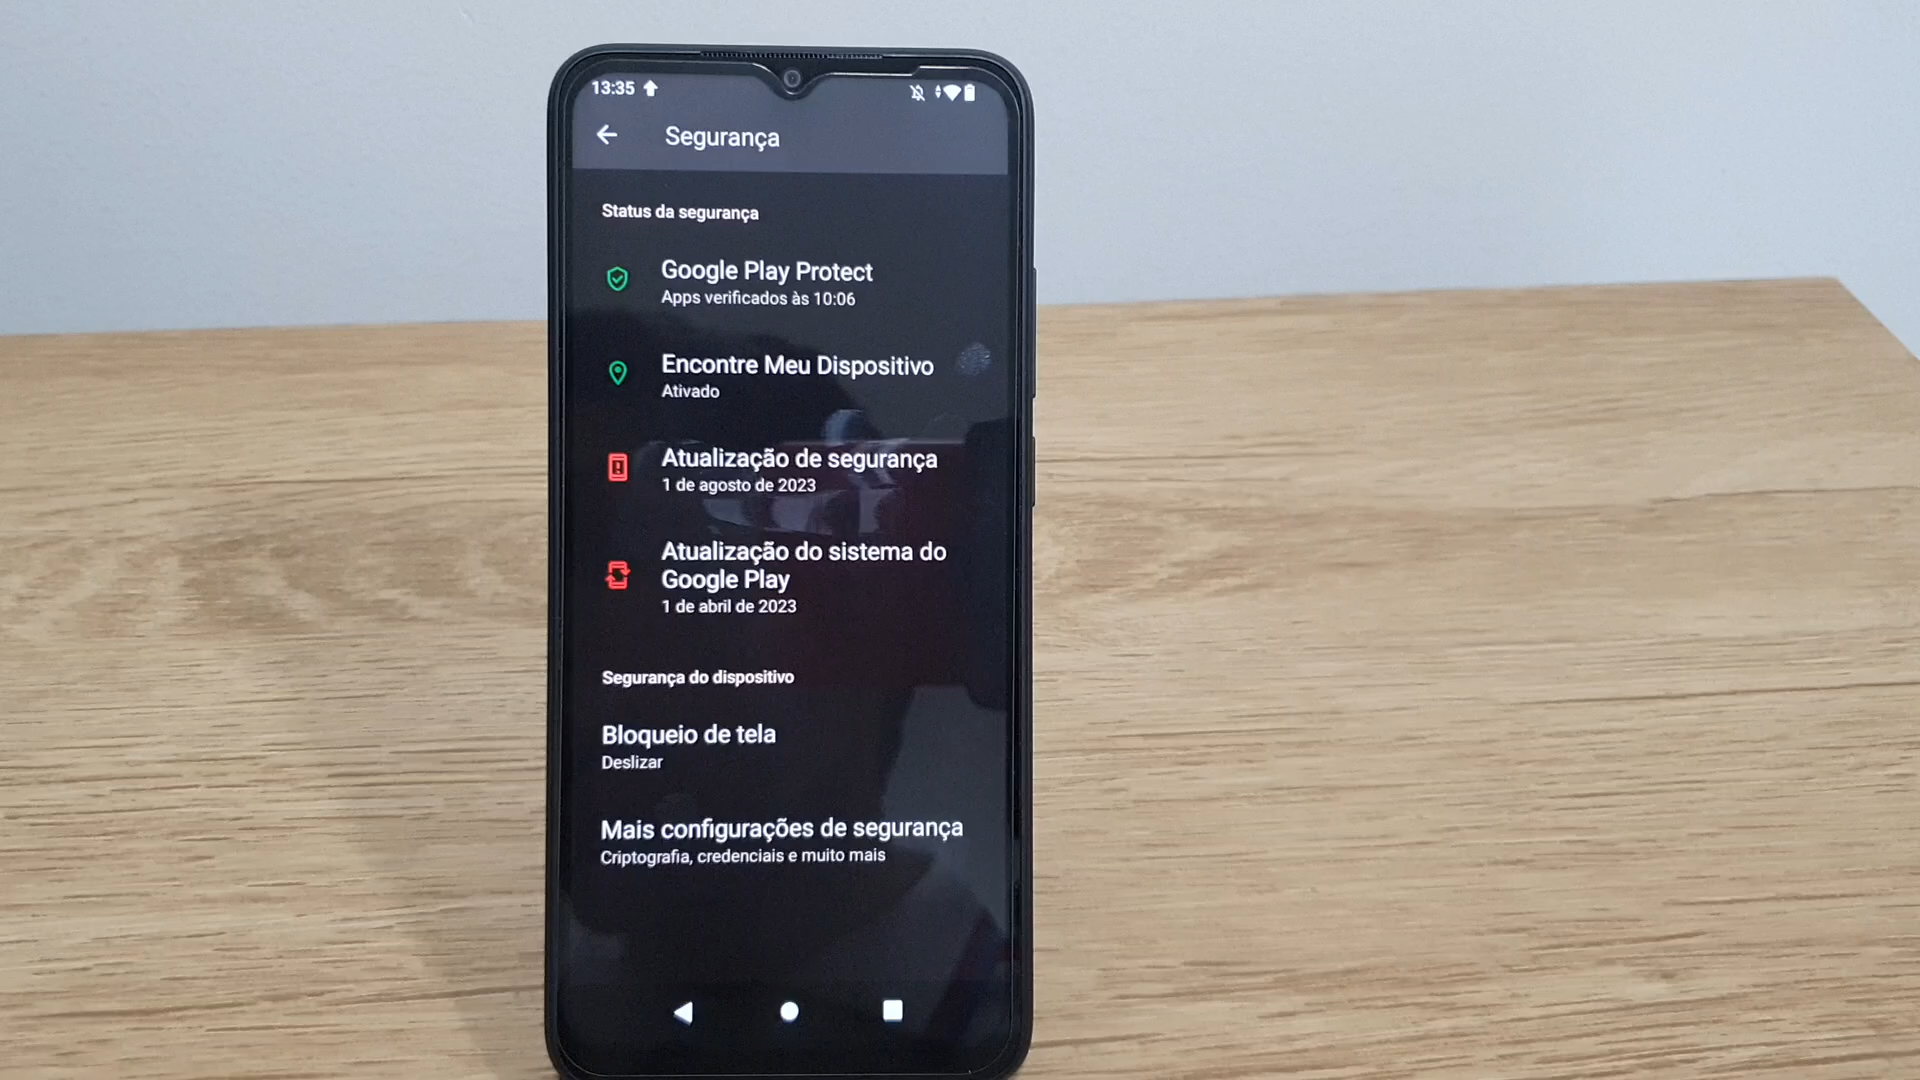 13:35
Segurança
Status da segurança
Google Play Protect
Apps verificados às 10:06
Encontre Meu Dispositivo
Ativado
Atualização de segurança
1 de agosto de 2023
Atualização do sistema do
Google Play
1 de abril de 2023
Segurança do dispositivo
Bloqueio de tela
Deslizar
Mais configurações de segurança
Criptografia, credenciais e muito mais